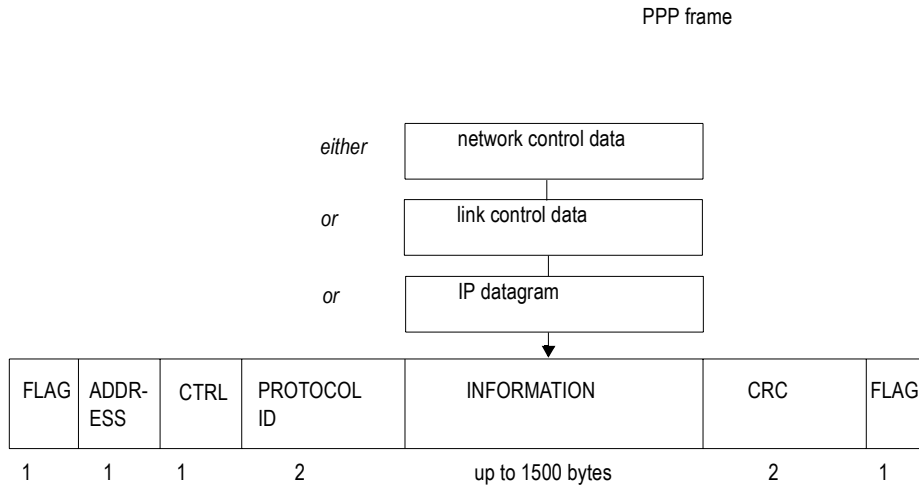 PPP frame
either network control data
or link control data
or IP datagram
FLAG ADDR- CTRL PROTOCOL INFORMATION CRC FLAG
ESS ID
1 1 1 2 up to 1500 bytes 2 1